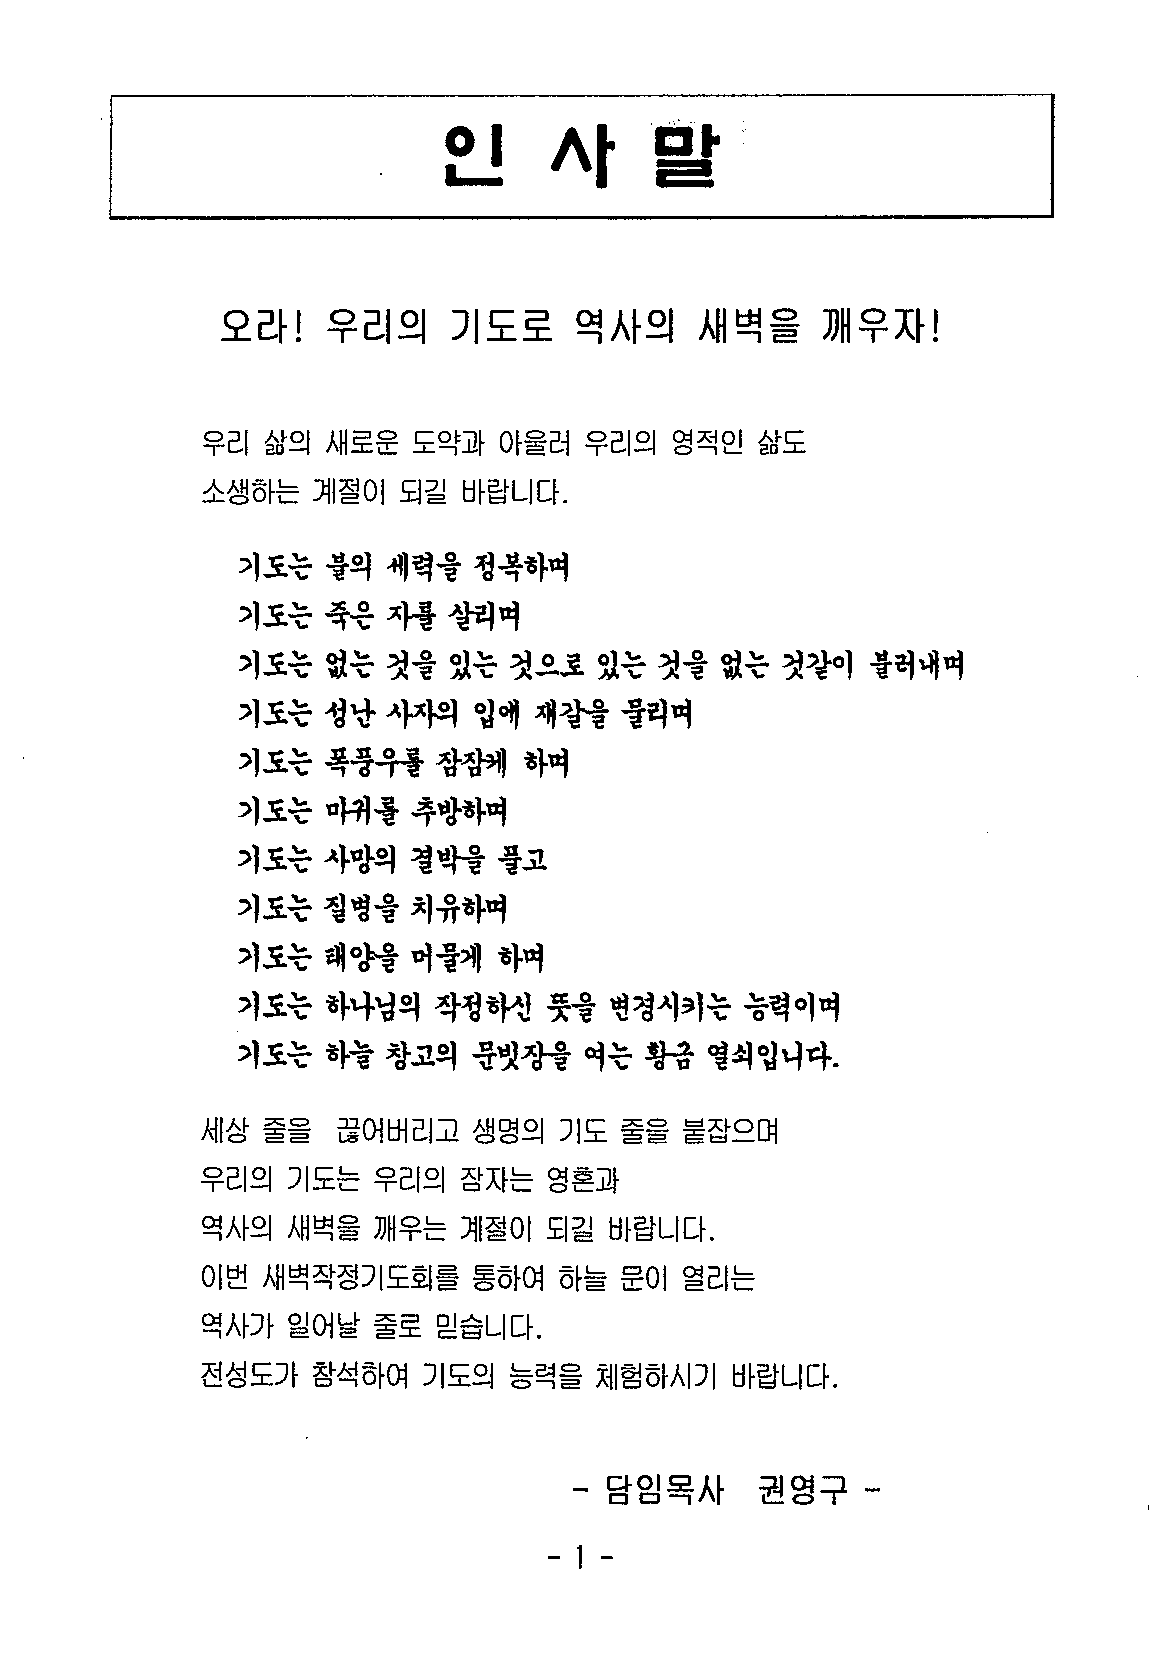 인 사 말
오라! 우리의 기도로 역사의 새벽을 깨우자!
우리 삶의 새로운 도약과 아울러 우리의 영적인 삶도
소생하는 계절이 되길 바랍니다.
기도는 불의 세력을 정복하며
기도는 죽은 자를 살리며
기도는 없는 것을 있는 것으로 있는 것을 없는 것같이 불러내며
기도는 성난 사자의 입에 재갈을 물리며
기도는 폭풍우를 잠잠케 하며
기도는 마귀를 추방하며
기도는 사망의 결박을 풀고
기도는 질병을 치유하며
기도는 태양을 머물게 하며
기도는 하나님의 작정하신 뜻을 변경시키는 능력이며
기도는 하늘 창고의 문빗장을 여는 황금 열쇠입니다.
세상 줄을 끊어버리고 생명의 기도 줄을 붙잡으며
우리의 기도는 우리의 잠자는 영혼과
역사의 새벽을 깨우는 계절이 되길 바랍니다.
이번 새벽작정기도회를 통하여 하늘 문이 열리는
역사가 일어날 줄로 믿습니다.
전성도가 참석하여 기도의 능력을 체험하시기 바랍니다.
- 담임목사 권영구 -
- 1 -